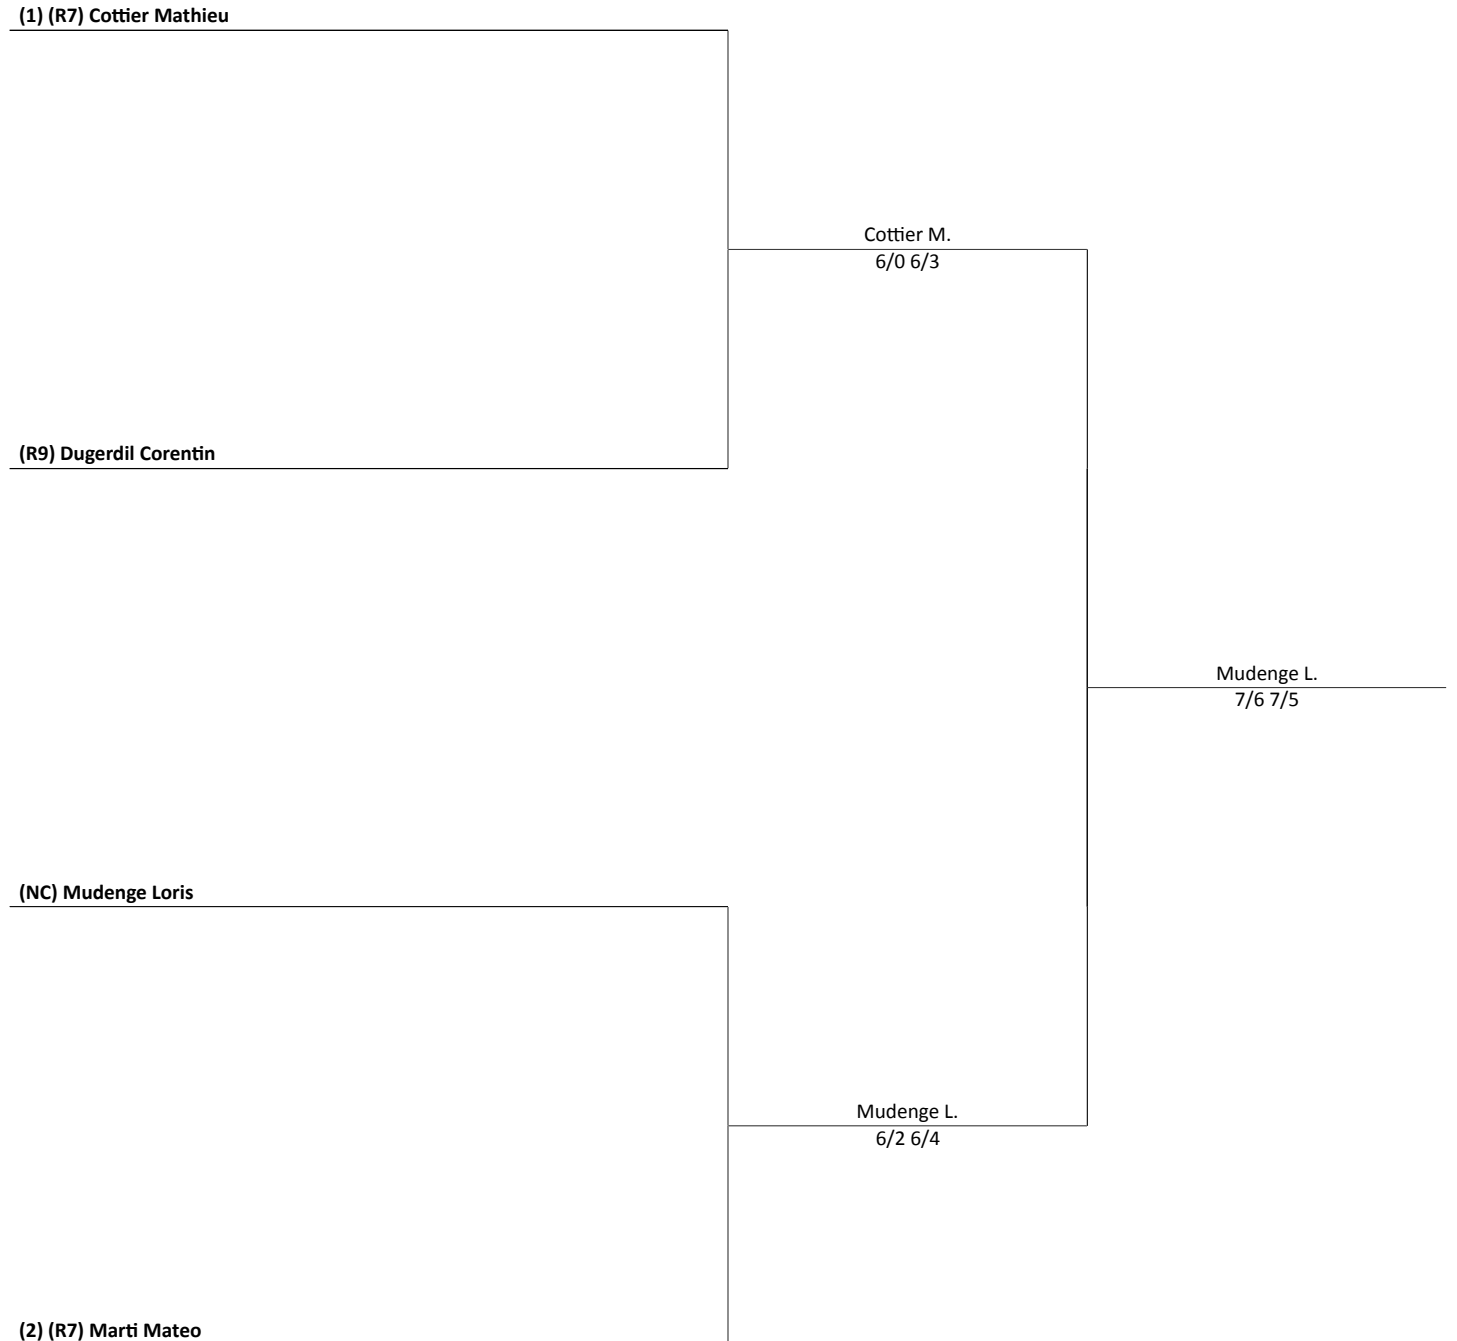 (1) (R7) Cottier Mathieu
Cottier M.
6/0 6/3
(R9) Dugerdil Corentin
Mudenge L.
7/6 7/5
(NC) Mudenge Loris
Mudenge L.
6/2 6/4
(2) (R7) Marti Mateo